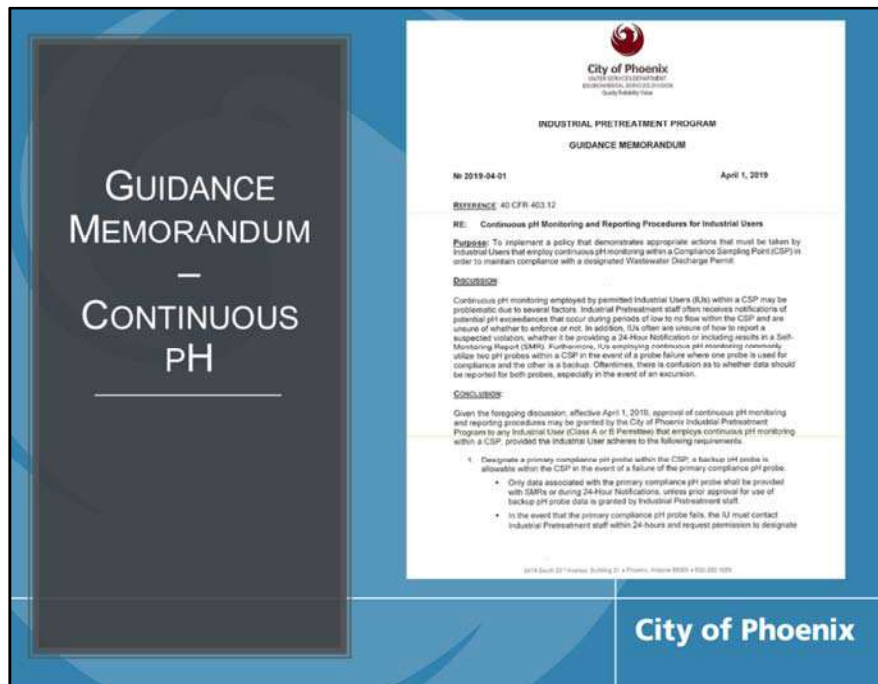 GUIDANCE
MEMORANDUM
–
CONTINUOUS
PH
City of Phoenix
WATER SERVICES DEPARTMENT
ENVIRONMENTAL SERVICES DIVISION
Quality Reliability Value
INDUSTRIAL PRETREATMENT PROGRAM
GUIDANCE MEMORANDUM
№ 2019-04-01 April 1, 2019
REFERENCE: 40 CFR 403.12
RE: Continuous pH Monitoring and Reporting Procedures for Industrial Users
Purpose: To implement a policy that demonstrates appropriate actions that must be taken by
Industrial Users that employ continuous pH monitoring within a Compliance Sampling Point (CSP) in
order to maintain compliance with a designated Wastewater Discharge Permit.
DISCUSSION:
Continuous pH monitoring employed by permitted Industrial Users (IUs) within a CSP may be
problematic due to several factors. Industrial Pretreatment staff often receives notifications of
potential pH exceedances that occur during periods of low to no flow within the CSP and are
unsure of whether to enforce or not. In addition, IUs often are unsure of how to report a
suspected violation, whether it be providing a 24-Hour Notification or including results in a Self-
Monitoring Report (SMR). Furthermore, IUs employing continuous pH monitoring commonly
utilize two pH probes within a CSP in the event of a probe failure where one probe is used for
compliance and the other is a backup. Oftentimes, there is confusion as to whether data should
be reported for both probes, especially in the event of an excursion.
CONCLUSION:
Given the foregoing discussion, effective April 1, 2019, approval of continuous pH monitoring
and reporting procedures may be granted by the City of Phoenix Industrial Pretreatment
Program to any Industrial User (Class A or B Permittee) that employs continuous pH monitoring
within a CSP, provided the Industrial User adheres to the following requirements:
1. Designate a primary compliance pH probe within the CSP; a backup pH probe is
allowable within the CSP in the event of a failure of the primary compliance pH probe.
• Only data associated with the primary compliance pH probe shall be provided
with SMRs or during 24-Hour Notifications, unless prior approval for use of
backup pH probe data is granted by Industrial Pretreatment staff.
• In the event that the primary compliance pH probe fails, the IU must contact
Industrial Pretreatment staff within 24-hours and request permission to designate
Avenue, Building 31 • Phoenix, Arizona
City of Phoenix